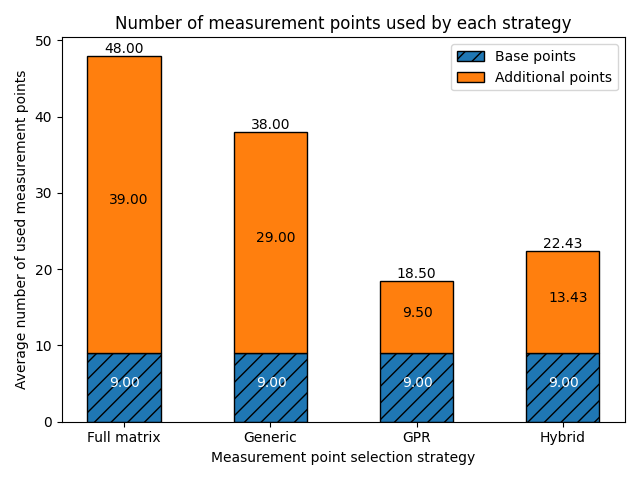 Number of measurement points used by each strategy
Average number of used measurement points
50
40
30
20
10
0
Base points
Additional points
48.00
39.00
9.00
38.00
29.00
9.00
18.50
9.50
9.00
22.43
13.43
9.00
Full matrix
Generic
GPR
Hybrid
Measurement point selection strategy